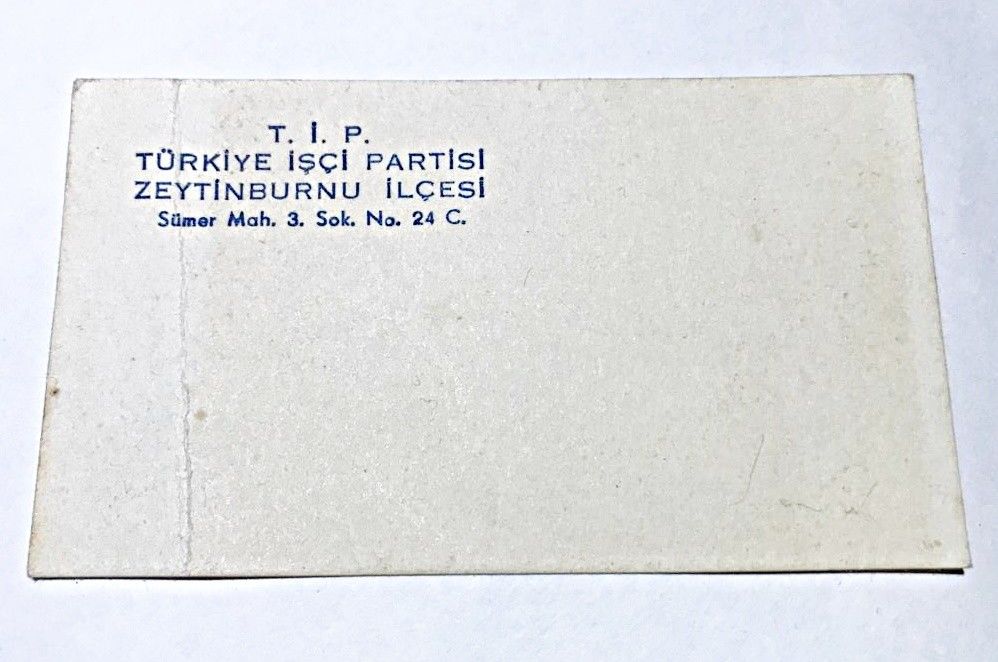 T. İ. P.
TÜRKİYE İŞÇİ PARTİSİ
ZEYTİNBURNU İLÇESİ
Sümer Mah. 3. Sok. No. 24 C.